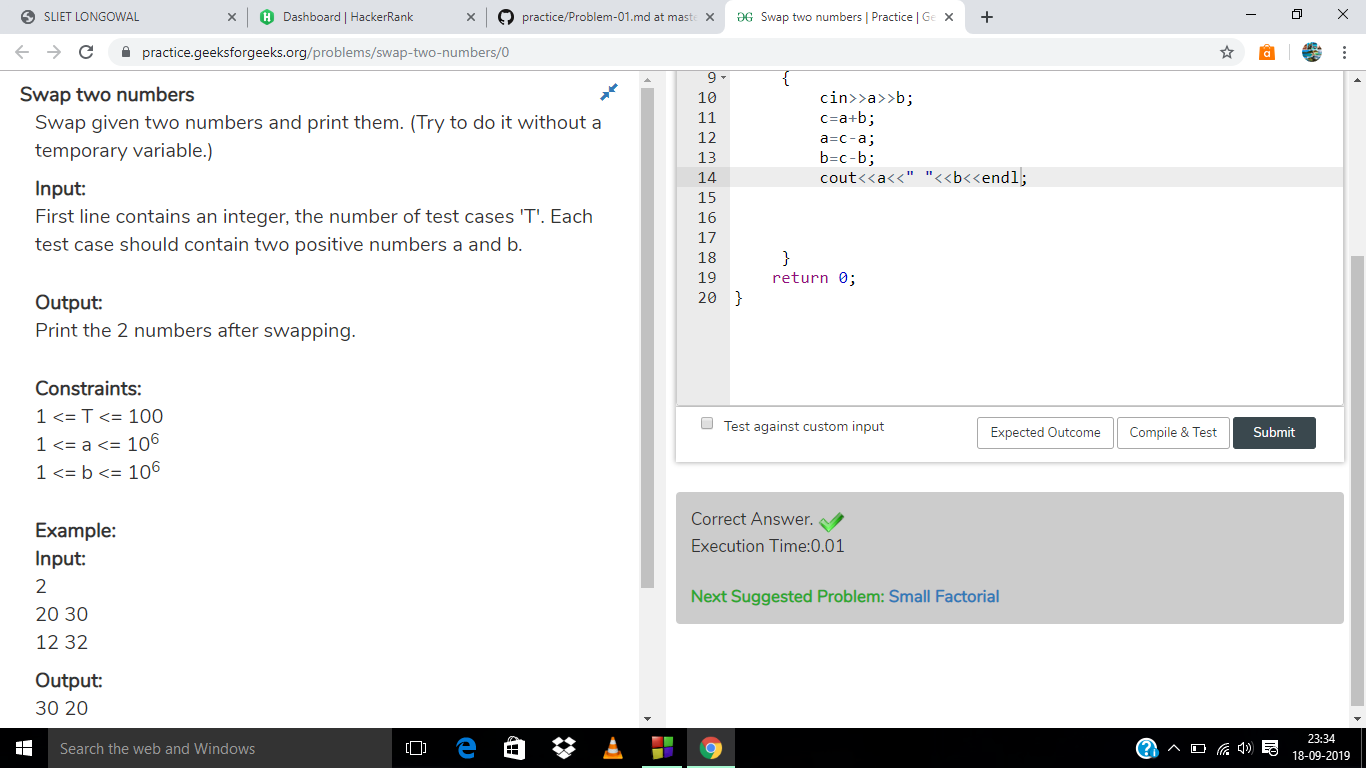 SLIET LONGOWAL
Dashboard | HackerRank
practice/Problem-01.md at mast
Swap two numbers | Practice | Ge
practice.geeksforgeeks.org/problems/swap-two-numbers/0
Swap two numbers
Swap given two numbers and print them. (Try to do it without a
temporary variable.)
Input:
First line contains an integer, the number of test cases 'T'. Each
test case should contain two positive numbers a and b.
Output:
Print the 2 numbers after swapping.
Constraints:
1 <= T <= 100
1 <= a <= 10⁶
1 <= b <= 10⁶
Example:
Input:
2
20 30
12 32
Output:
30 20
9 {
10 cin>>a>>b;
11 c=a+b;
12 a=c-a;
13 b=c-b;
14 cout<<a<<" "<<b<<endl;
15
16
17
18 }
19 return 0;
20 }
Test against custom input
Expected Outcome
Compile & Test
Submit
Correct Answer.
Execution Time:0.01
Next Suggested Problem: Small Factorial
Search the web and Windows
23:34
18-09-2019